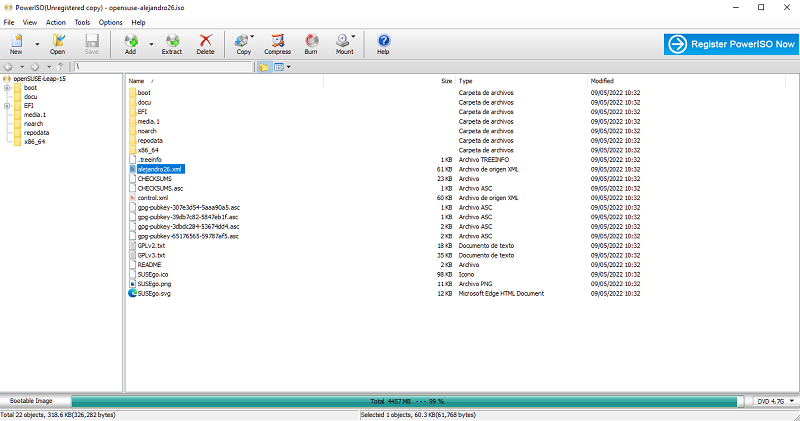 PowerISO(Unregistered copy) - opensuse-alejandro26.iso
File View Action Tools Options Help
New Open Save Add Extract Delete Copy Compress Burn Mount Help Register PowerISO Now
\
openSUSE-Leap-15
boot
docu
EFI
media.1
noarch
repodata
x86_64
Name Size Type Modified
boot Carpeta de archivos 09/05/2022 10:32
docu Carpeta de archivos 09/05/2022 10:32
EFI Carpeta de archivos 09/05/2022 10:32
media.1 Carpeta de archivos 09/05/2022 10:32
noarch Carpeta de archivos 09/05/2022 10:32
repodata Carpeta de archivos 09/05/2022 10:32
x86_64 Carpeta de archivos 09/05/2022 10:32
.treeinfo 1 KB Archivo TREEINFO 09/05/2022 10:32
alejandro26.xml 61 KB Archivo de origen XML 09/05/2022 10:32
CHECKSUMS 23 KB Archivo 09/05/2022 10:32
CHECKSUMS.asc 1 KB Archivo ASC 09/05/2022 10:32
control.xml 60 KB Archivo de origen XML 09/05/2022 10:32
gpg-pubkey-307e3d54-5aaa90a5.asc 1 KB Archivo ASC 09/05/2022 10:32
gpg-pubkey-39db7c82-5847eb1f.asc 1 KB Archivo ASC 09/05/2022 10:32
gpg-pubkey-3dbdc284-53674dd4.asc 2 KB Archivo ASC 09/05/2022 10:32
gpg-pubkey-65176565-59787af5.asc 2 KB Archivo ASC 09/05/2022 10:32
GPLv2.txt 18 KB Documento de texto 09/05/2022 10:32
GPLv3.txt 35 KB Documento de texto 09/05/2022 10:32
README 2 KB Archivo 09/05/2022 10:32
SUSEgo.ico 98 KB Icono 09/05/2022 10:32
SUSEgo.png 11 KB Archivo PNG 09/05/2022 10:32
SUSEgo.svg 12 KB Microsoft Edge HTML Document 09/05/2022 10:32
Bootable Image Total 4457 MB - - - 99 % DVD 4.7G
Total 22 objects, 318.6 KB(326,282 bytes) Selected 1 objects, 60.3 KB(61,768 bytes)